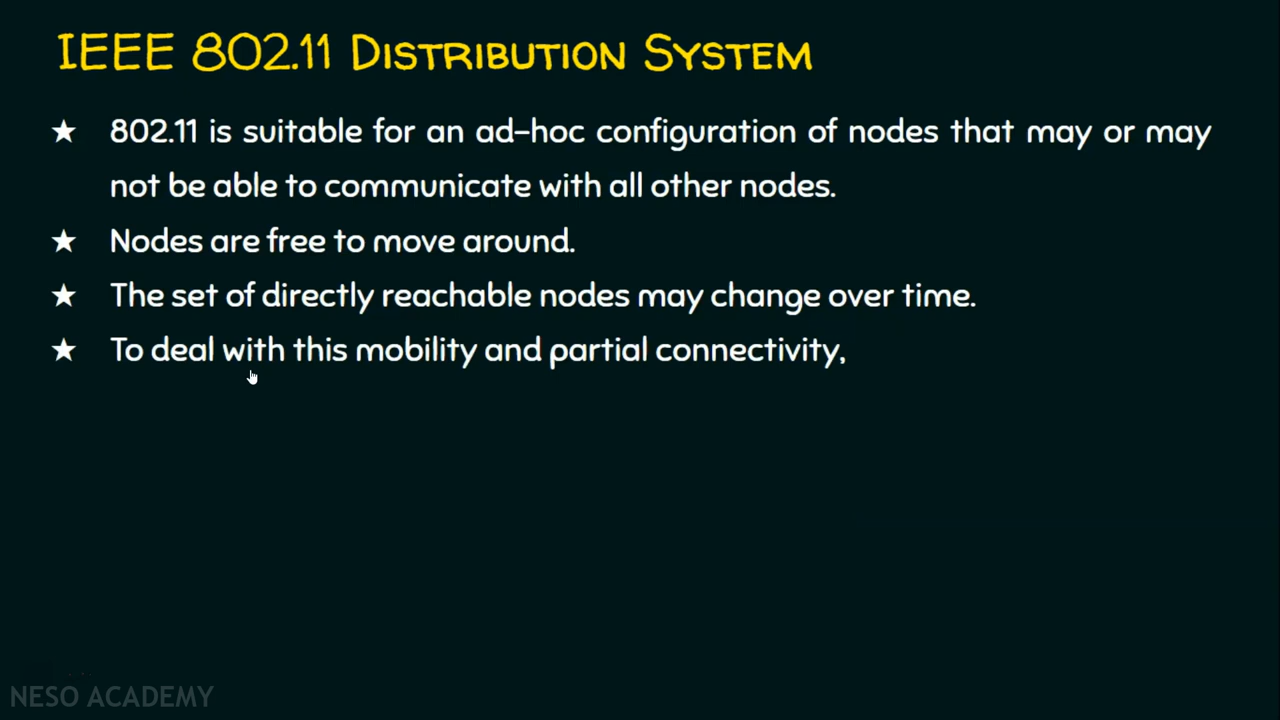 IEEE 802.11 Distribution System
★ 802.11 is suitable for an ad-hoc configuration of nodes that may or may
not be able to communicate with all other nodes.
★ Nodes are free to move around.
★ The set of directly reachable nodes may change over time.
★ To deal with this mobility and partial connectivity,
NESO ACADEMY